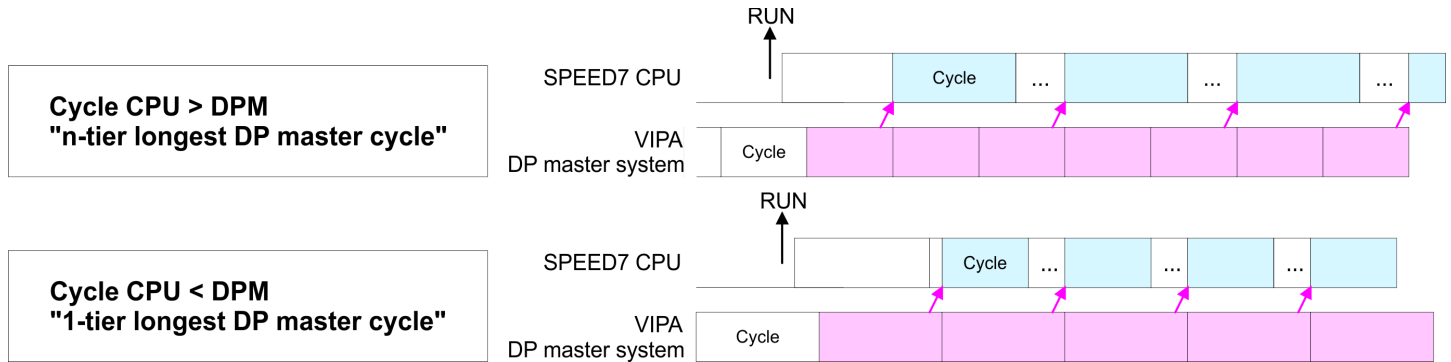 RUN
SPEED7 CPU
Cycle
...
...
...
Cycle CPU > DPM
"n-tier longest DP master cycle"
VIPA
DP master system
Cycle
RUN
SPEED7 CPU
Cycle
...
...
...
Cycle CPU < DPM
"1-tier longest DP master cycle"
VIPA
DP master system
Cycle